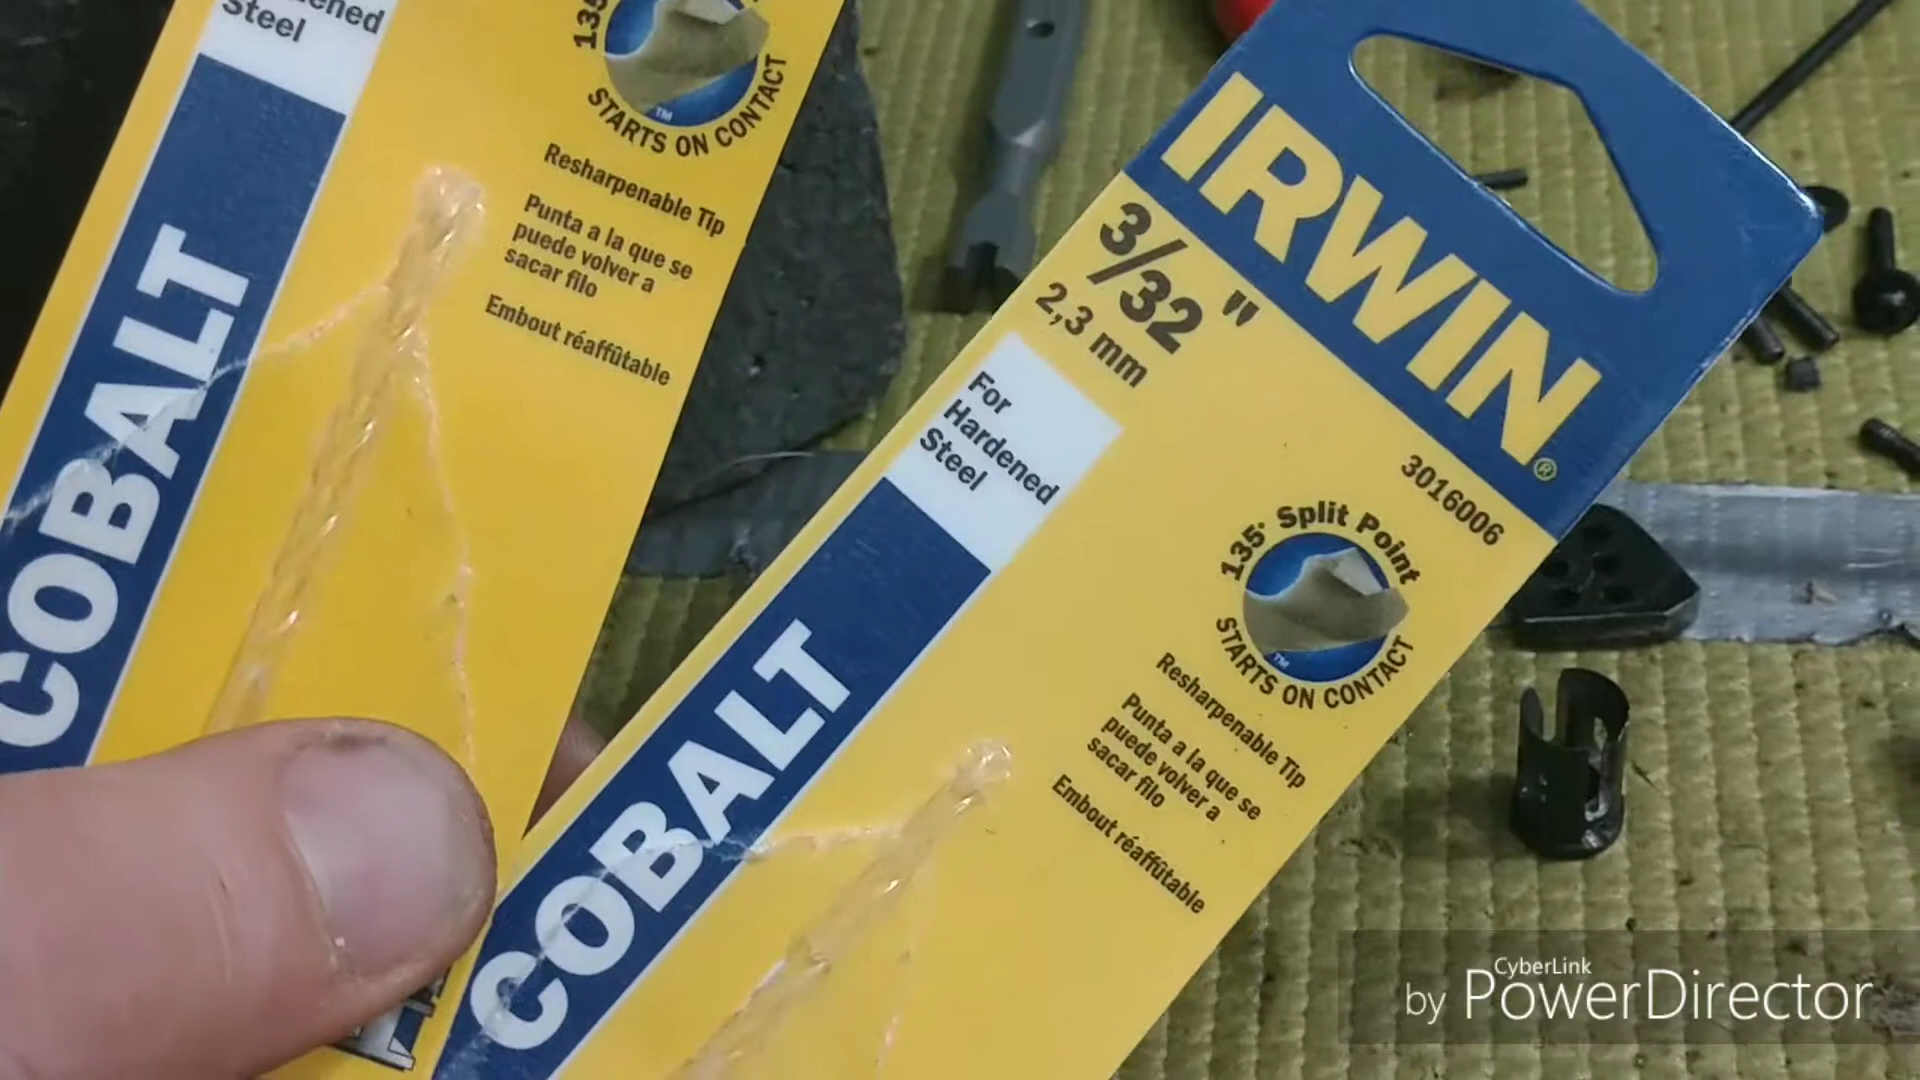 Steel
135
STARTS ON CONTACT
TM
Resharpenable Tip
Punta a la que se
puede volver a
sacar filo
Embout réaffûtable
COBALT
IRWIN®
3/32"
2,3 mm
3016006
For
Hardened
Steel
135° Split Point
STARTS ON CONTACT
TM
Resharpenable Tip
Punta a la que se
puede volver a
sacar filo
Embout réaffûtable
COBALT
CyberLink
by PowerDirector